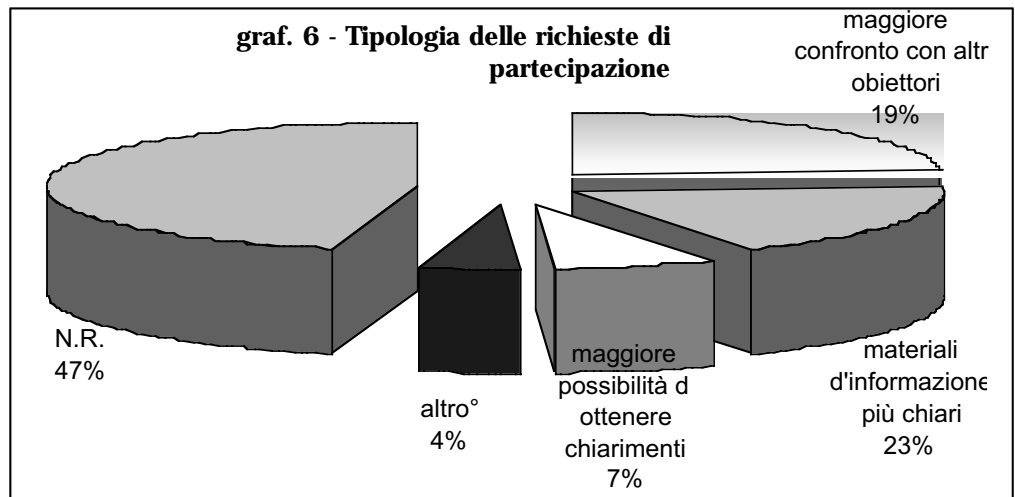 graf. 6 - Tipologia delle richieste di
partecipazione
maggiore
confronto con altr
obiettori
19%
N.R.
47%
altro°
4%
maggiore
possibilità d
ottenere
chiarimenti
7%
materiali
d'informazione
più chiari
23%